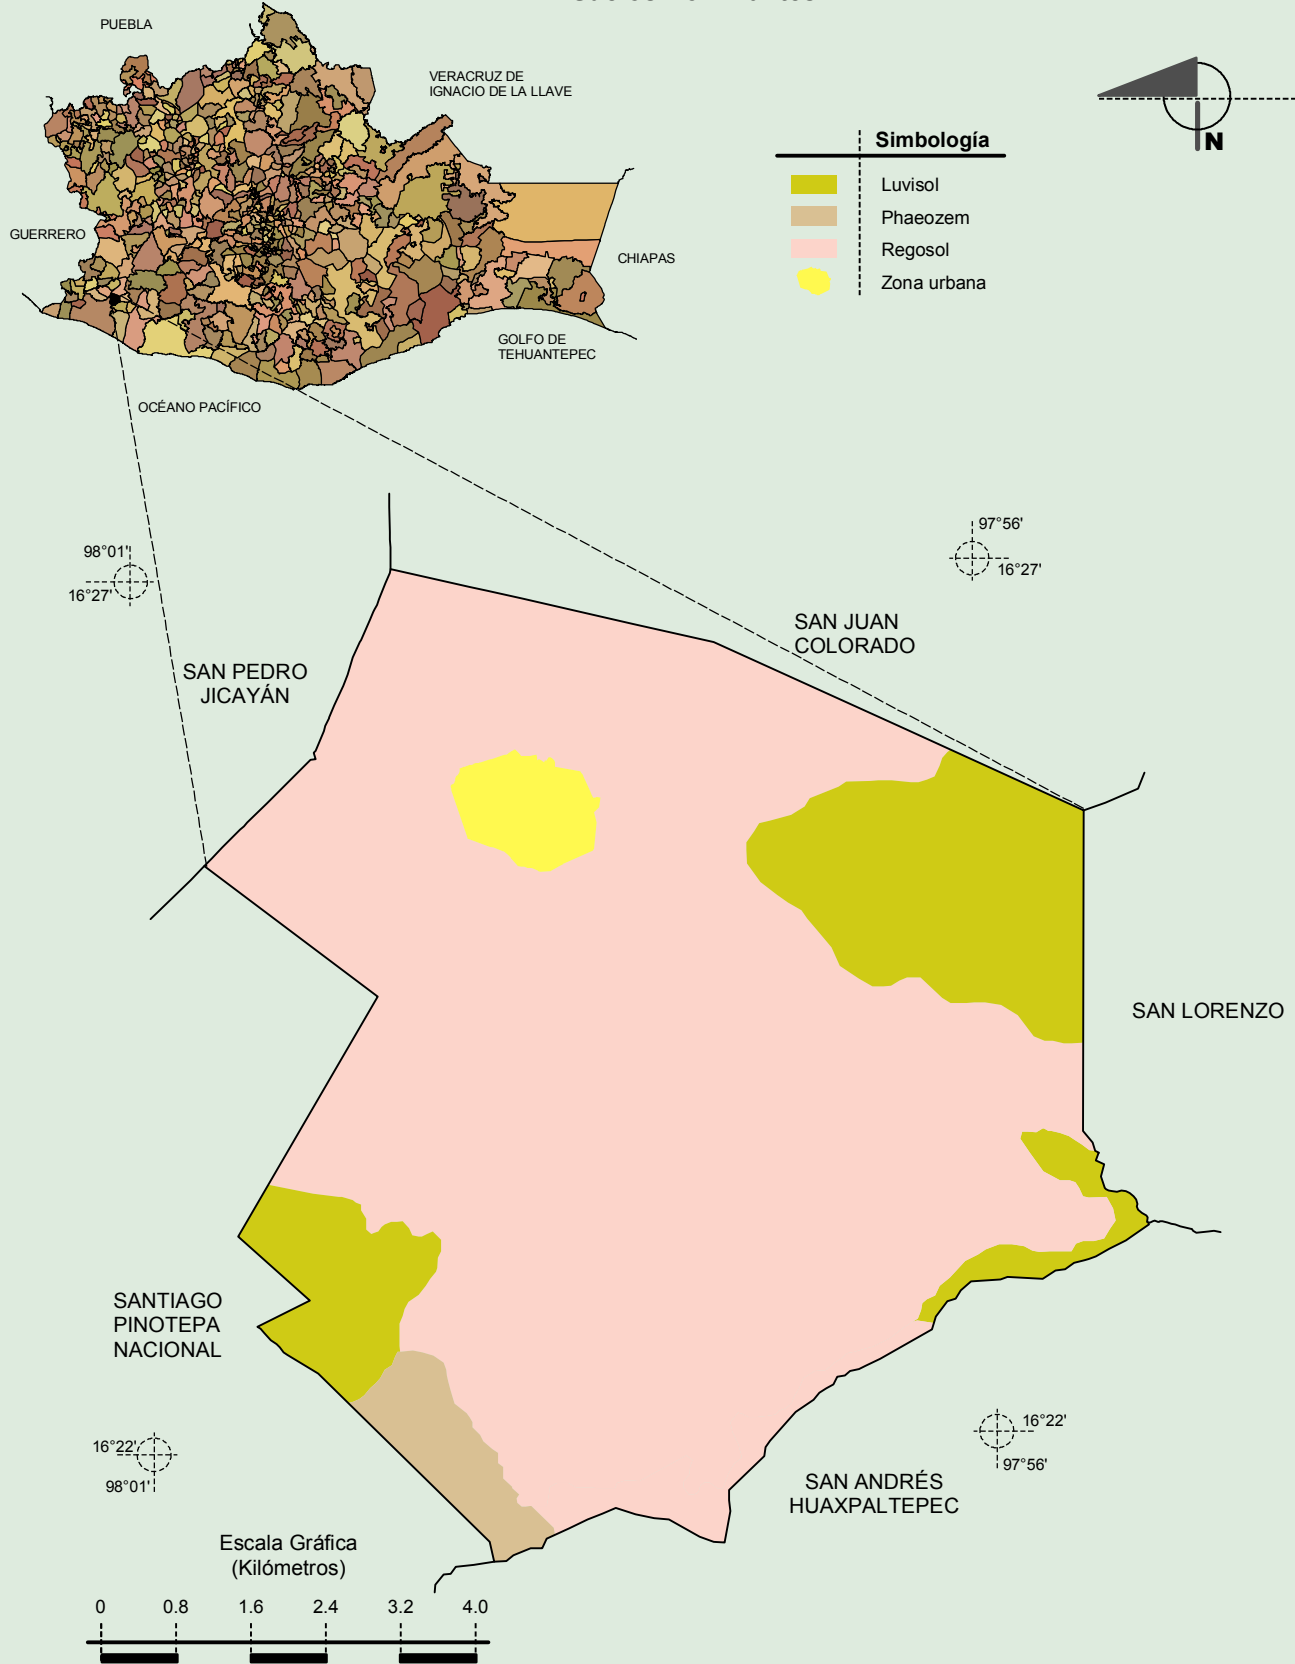 PUEBLA
VERACRUZ DE
IGNACIO DE LA LLAVE
N
Simbología
Luvisol
Phaeozem
Regosol
Zona urbana
GUERRERO
CHIAPAS
GOLFO DE
TEHUANTEPEC
OCÉANO PACÍFICO
98°01'
16°27'
97°56'
16°27'
SAN JUAN
COLORADO
SAN PEDRO
JICAYÁN
SAN LORENZO
SANTIAGO
PINOTEPA
NACIONAL
16°22'
98°01'
16°22'
97°56'
SAN ANDRÉS
HUAXPALTEPEC
Escala Gráfica
(Kilómetros)
0 0.8 1.6 2.4 3.2 4.0